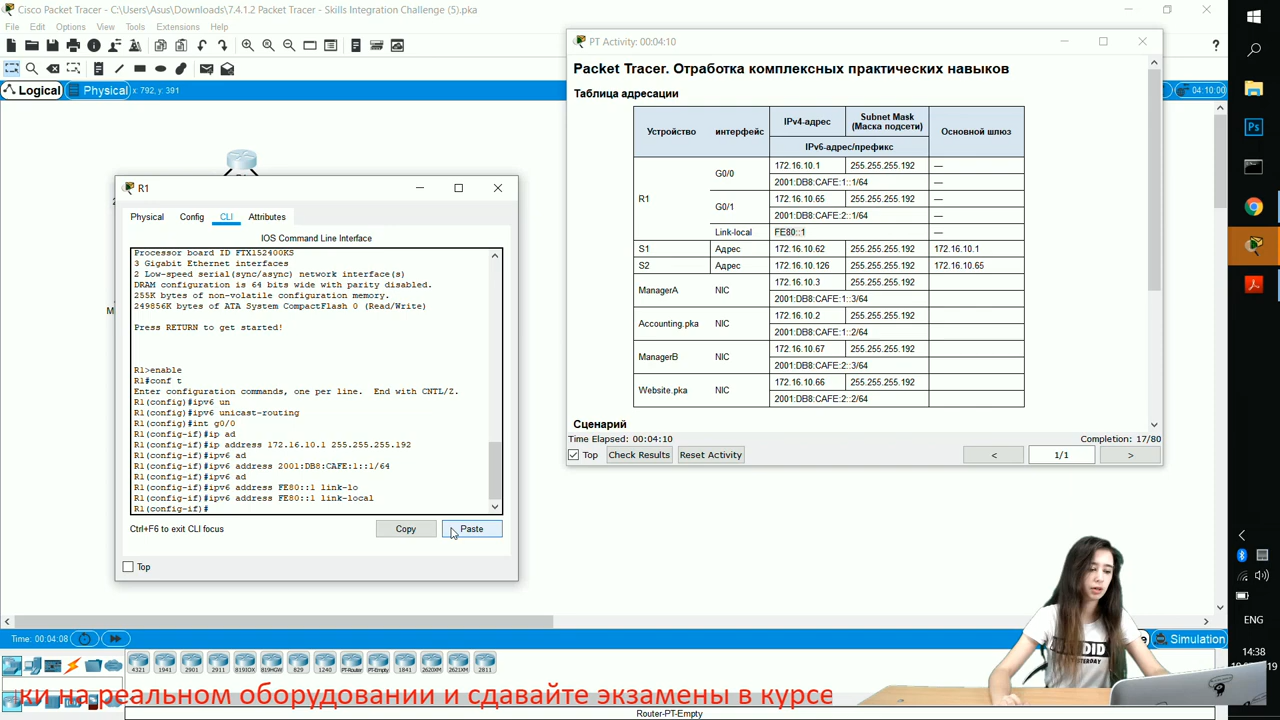 Cisco Packet Tracer - C:\Users\Asus\Downloads\7.4.1.2 Packet Tracer - Skills Integration Challenge (5).pka
File Edit Options View Tools Extensions Help
Logical Physical x: 792, y: 391
04:10:00
R1
Physical Config CLI Attributes
IOS Command Line Interface
Processor board ID FTX152400KS
3 Gigabit Ethernet interfaces
2 Low-speed serial(sync/async) network interface(s)
DRAM configuration is 64 bits wide with parity disabled.
255K bytes of non-volatile configuration memory.
249856K bytes of ATA System CompactFlash 0 (Read/Write)
Press RETURN to get started!
R1>enable
R1#conf t
Enter configuration commands, one per line. End with CNTL/Z.
R1(config)#ipv6 un
R1(config)#ipv6 unicast-routing
R1(config)#int g0/0
R1(config-if)#ip ad
R1(config-if)#ip address 172.16.10.1 255.255.255.192
R1(config-if)#ipv6 ad
R1(config-if)#ipv6 address 2001:DB8:CAFE:1::1/64
R1(config-if)#ipv6 ad
R1(config-if)#ipv6 address FE80::1 link-lo
R1(config-if)#ipv6 address FE80::1 link-local
R1(config-if)#
Ctrl+F6 to exit CLI focus
Copy Paste
Top
PT Activity: 00:04:10
Packet Tracer. Отработка комплексных практических навыков
Таблица адресации
Устройство интерфейс IPv4-адрес Subnet Mask (Маска подсети) Основной шлюз
IPv6-адрес/префикс
R1 G0/0 172.16.10.1 255.255.255.192 —
2001:DB8:CAFE:1::1/64 —
G0/1 172.16.10.65 255.255.255.192 —
2001:DB8:CAFE:2::1/64 —
Link-local FE80::1 —
S1 Адрес 172.16.10.62 255.255.255.192 172.16.10.1
S2 Адрес 172.16.10.126 255.255.255.192 172.16.10.65
ManagerA NIC 172.16.10.3 255.255.255.192
2001:DB8:CAFE:1::3/64
Accounting.pka NIC 172.16.10.2 255.255.255.192
2001:DB8:CAFE:1::2/64
ManagerB NIC 172.16.10.67 255.255.255.192
2001:DB8:CAFE:2::3/64
Website.pka NIC 172.16.10.66 255.255.255.192
2001:DB8:CAFE:2::2/64
Сценарий
Time Elapsed: 00:04:10 Completion: 17/80
Top Check Results Reset Activity < 1/1 >
Time: 00:04:08
Simulation
4321 1941 2901 2911 819IOX 819HGW 829 1240 PT-Router PT-Empty 1841 2620XM 2621XM 2811
ки на реальном оборудовании и сдавайте экзамены в курсе
Router-PT-Empty
ENG
14:38